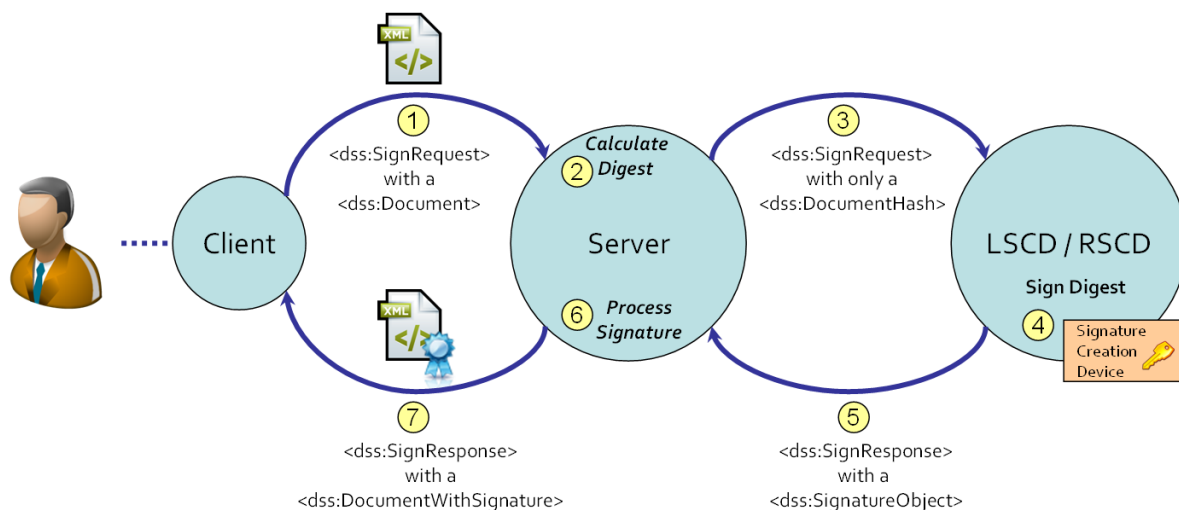 XML
</>
1
<dss:SignRequest>
with a
<dss:Document>
Client
2
Calculate
Digest
Server
3
<dss:SignRequest>
with only a
<dss:DocumentHash>
LSCD / RSCD
Sign Digest
4
Signature
Creation
Device
5
<dss:SignResponse>
with a
<dss:SignatureObject>
6
Process
Signature
XML
</>
7
<dss:SignResponse>
with a
<dss:DocumentWithSignature>